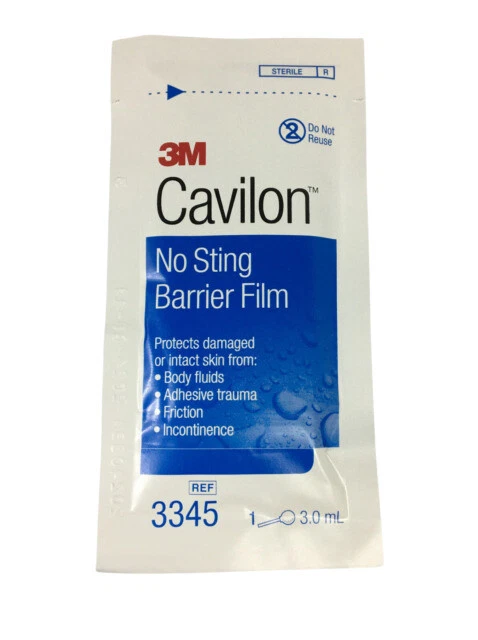 STERILE R
Do Not
Reuse
3M
Cavilon™
No Sting
Barrier Film
Protects damaged
or intact skin from:
• Body fluids
• Adhesive trauma
• Friction
• Incontinence
REF
3345 1 3.0 mL